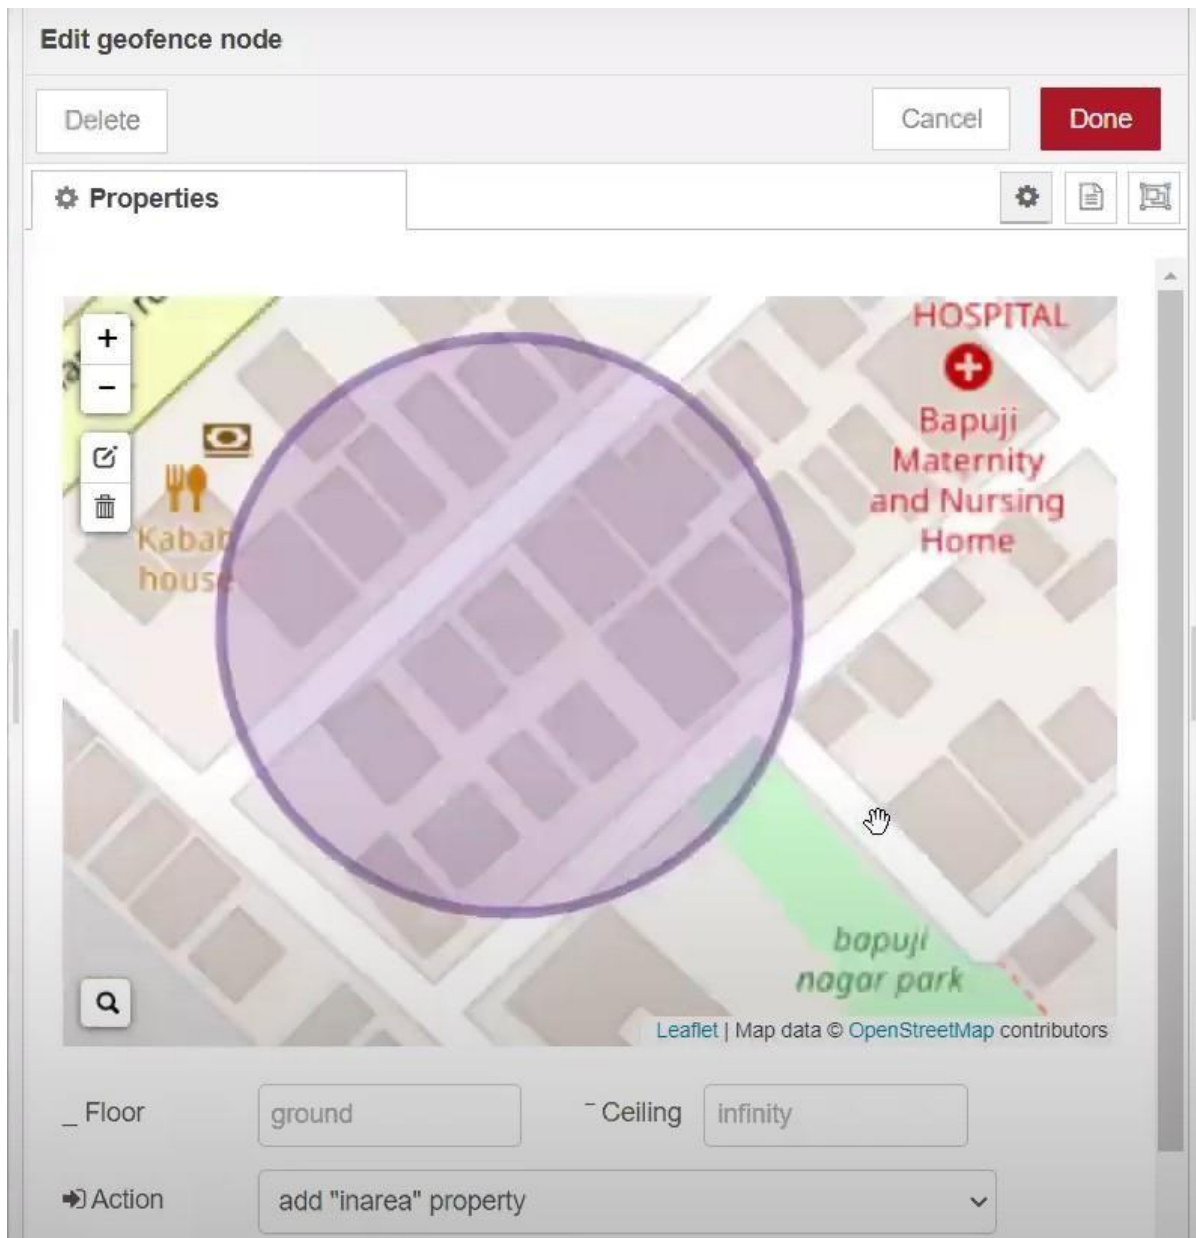 Edit geofence node
Delete
Cancel
Done
Properties
+
−
HOSPITAL
Bapuji
Maternity
and Nursing
Home
Kabab
house
bapuji
nagar park
Leaflet | Map data © OpenStreetMap contributors
_ Floor
ground
‾ Ceiling
infinity
Action
add "inarea" property